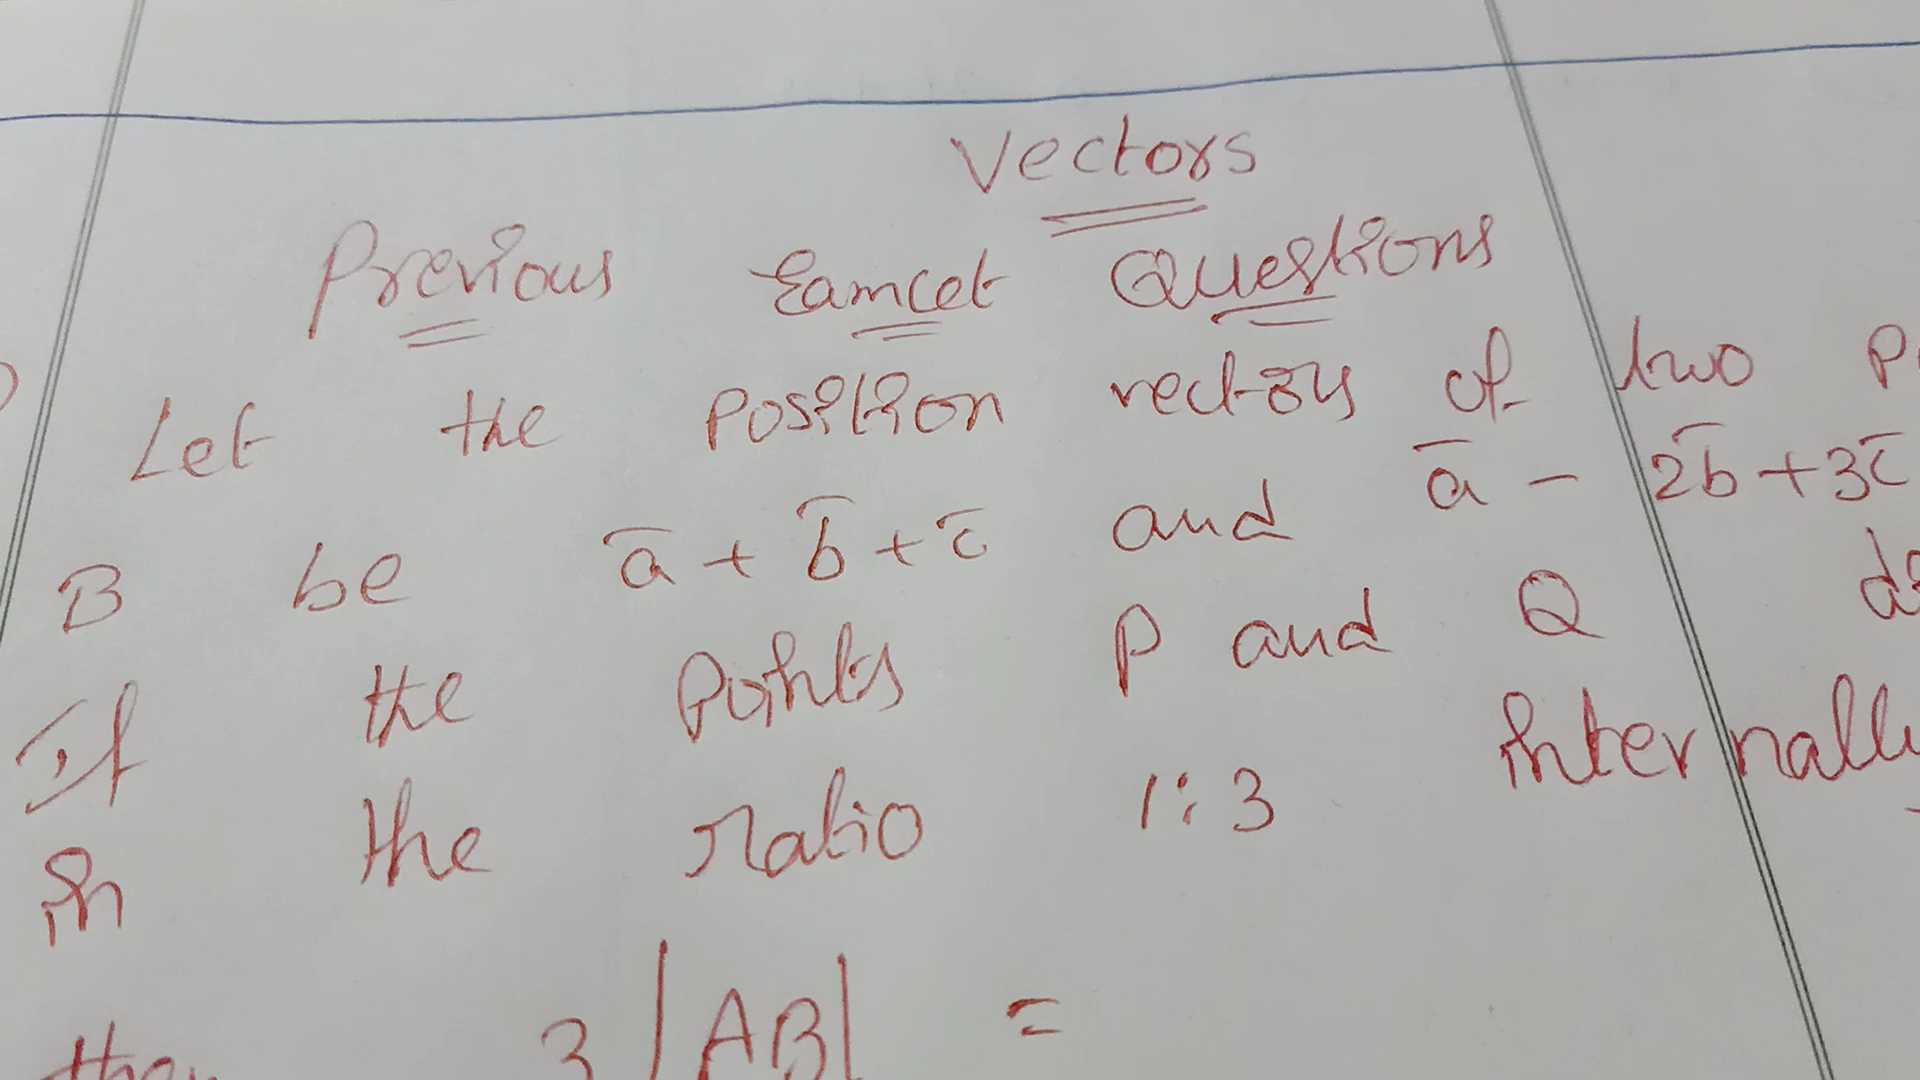 Vectors
Previous Eamcet Questions
Let the Position vectors of two
B be a̅ + b̅ + c̅ and a̅ - 2b̅ + 3c̅
If the Points P and Q
in the ratio 1:3 internally
then 3|AB| =